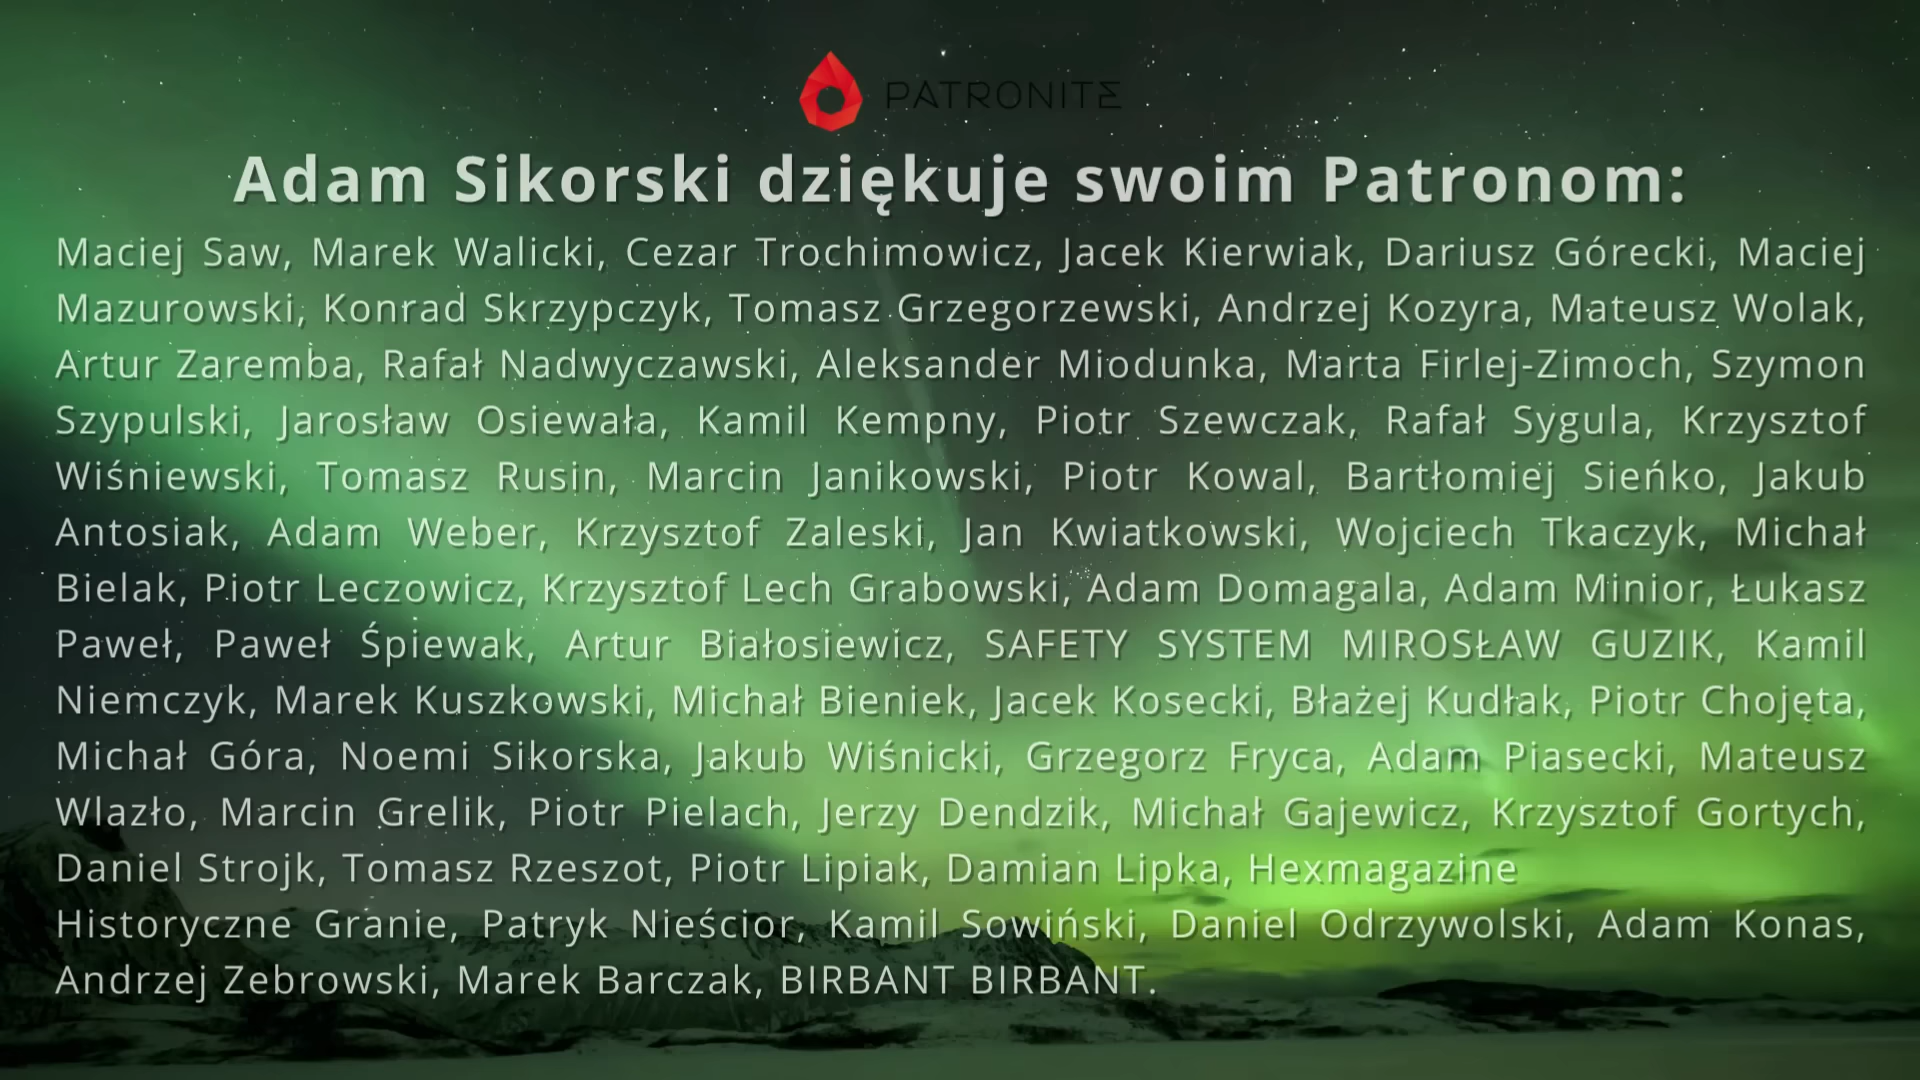 PATRONITE
Adam Sikorski dziękuje swoim Patronom:
Maciej Saw, Marek Walicki, Cezar Trochimowicz, Jacek Kierwiak, Dariusz Górecki, Maciej
Mazurowski, Konrad Skrzypczyk, Tomasz Grzegorzewski, Andrzej Kozyra, Mateusz Wolak,
Artur Zaremba, Rafał Nadwyczawski, Aleksander Miodunka, Marta Firlej-Zimoch, Szymon
Szypulski, Jarosław Osiewała, Kamil Kempny, Piotr Szewczak, Rafał Sygula, Krzysztof
Wiśniewski, Tomasz Rusin, Marcin Janikowski, Piotr Kowal, Bartłomiej Sieńko, Jakub
Antosiak, Adam Weber, Krzysztof Zaleski, Jan Kwiatkowski, Wojciech Tkaczyk, Michał
Bielak, Piotr Leczowicz, Krzysztof Lech Grabowski, Adam Domagala, Adam Minior, Łukasz
Paweł, Paweł Śpiewak, Artur Białosiewicz, SAFETY SYSTEM MIROSŁAW GUZIK, Kamil
Niemczyk, Marek Kuszkowski, Michał Bieniek, Jacek Kosecki, Błażej Kudłak, Piotr Chojęta,
Michał Góra, Noemi Sikorska, Jakub Wiśnicki, Grzegorz Fryca, Adam Piasecki, Mateusz
Wlazło, Marcin Grelik, Piotr Pielach, Jerzy Dendzik, Michał Gajewicz, Krzysztof Gortych,
Daniel Strojk, Tomasz Rzeszot, Piotr Lipiak, Damian Lipka, Hexmagazine
Historyczne Granie, Patryk Nieścior, Kamil Sowiński, Daniel Odrzywolski, Adam Konas,
Andrzej Zebrowski, Marek Barczak, BIRBANT BIRBANT.